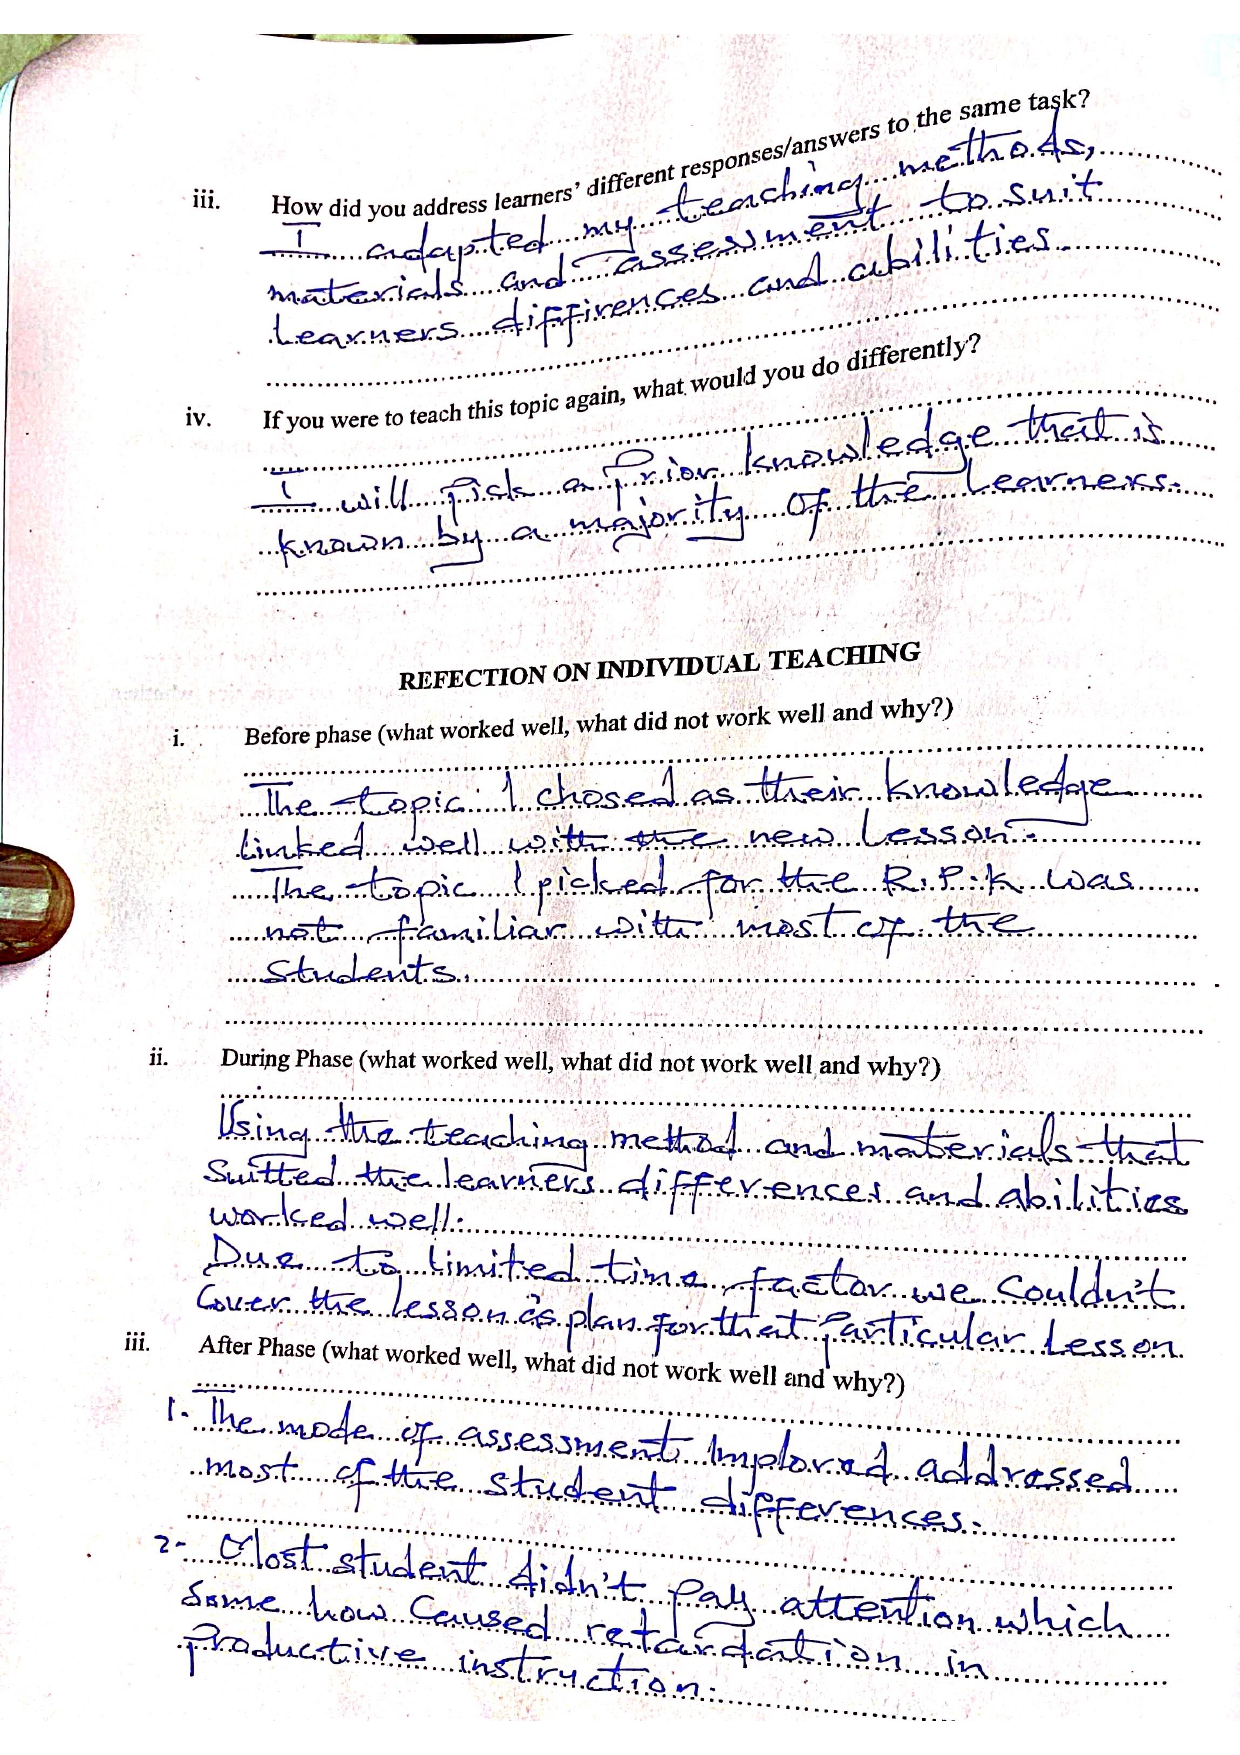 iii. How did you address learners' different responses/answers to the same task?
I adapted my teaching methods,
materials and assessment to suit
Learners diffirences and abilities.
iv. If you were to teach this topic again, what would you do differently?
I will pick a prior knowledge that is
known by a majority of the Learners.
REFECTION ON INDIVIDUAL TEACHING
i. Before phase (what worked well, what did not work well and why?)
The topic I chosed as their knowledge
linked well with the new Lesson.
The topic I picked for the R.P.K was
not familiar with most of the
Students.
ii. During Phase (what worked well, what did not work well and why?)
Using the teaching method and materials that
Suitted the learners differences and abilities
worked well.
Due to limited time factor we Couldn't
Cover the lesson plan for that particular Lesson.
iii. After Phase (what worked well, what did not work well and why?)
1. The mode of assessment Implored addressed
most of the student differences.
2- Most student didn't pay attention which
some how Caused retardation in
productive instruction.